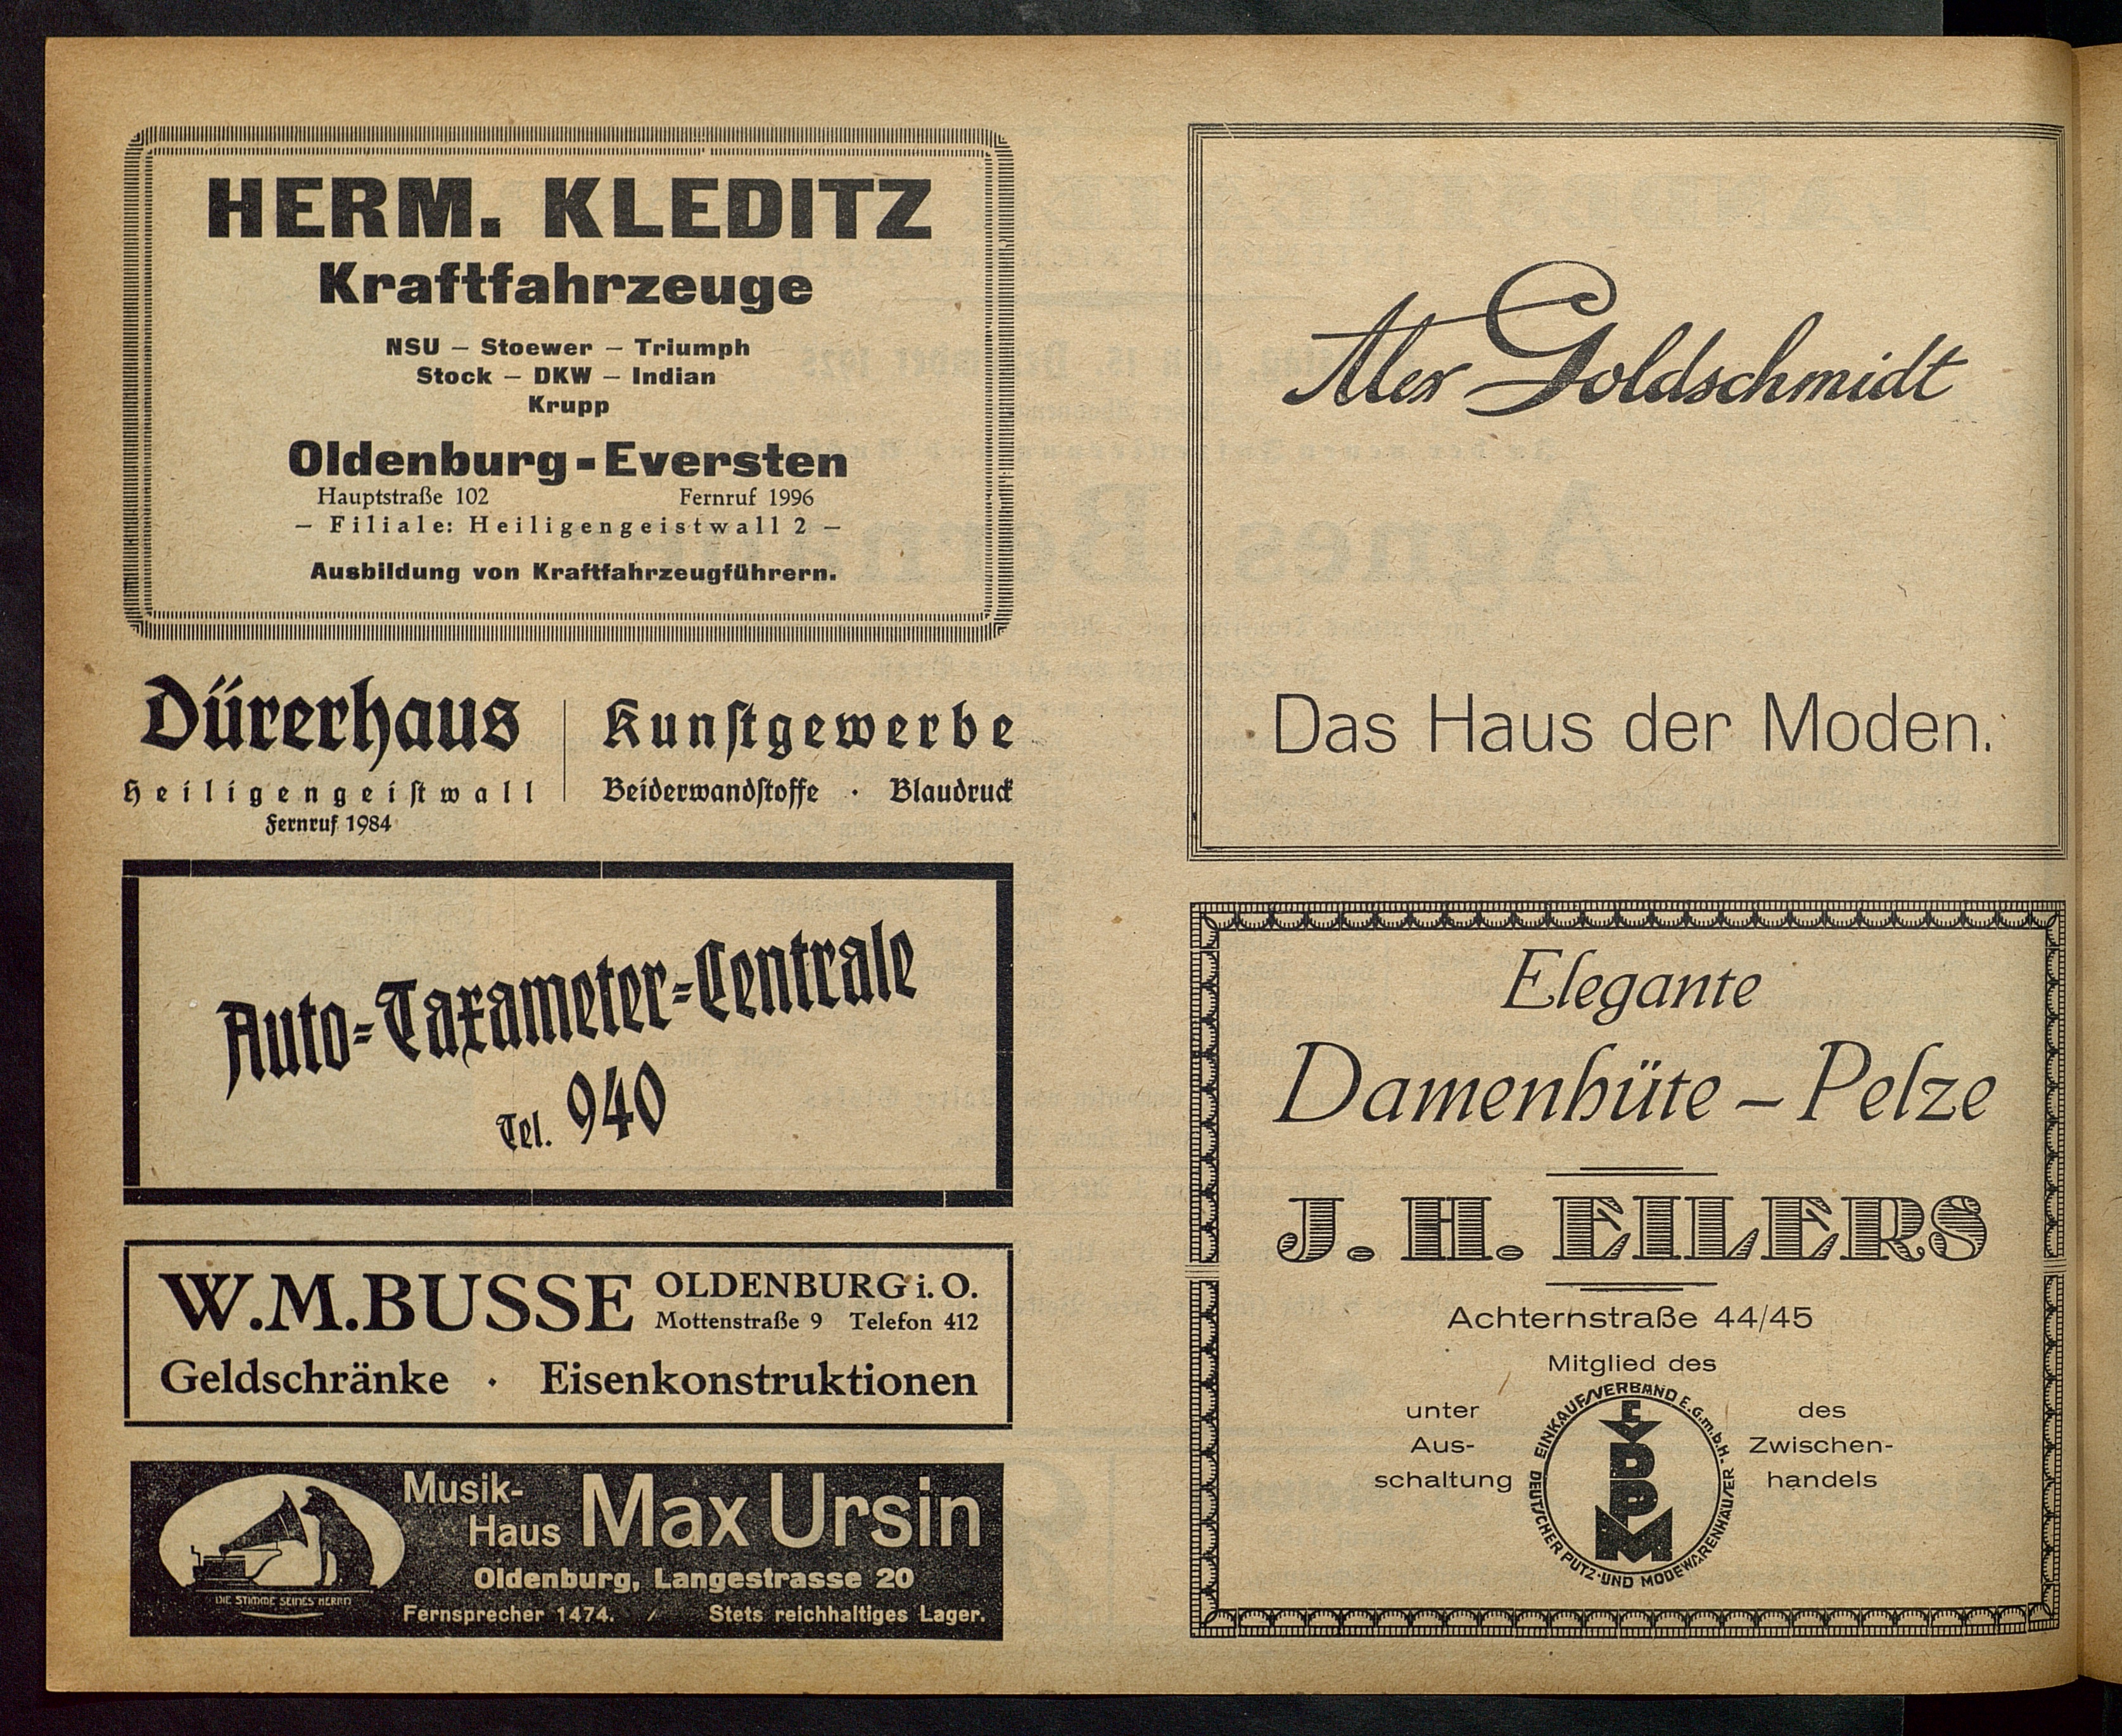 HERM. KLEDITZ
Kraftfahrzeuge
NSU — Stoewer — Triumph
Stock — DKW — Indian
Krupp
Oldenburg-Eversten
Hauptstraße 102 Fernruf 1996
— Filiale: Heiligengeistwall 2 —
Ausbildung von Kraftfahrzeugführern.
Dürerhaus
Heiligengeiſtwall
Fernruf 1984
Kunſtgewerbe
Beiderwandſtoffe · Blaudruck
Auto-Taxameter-Centrale
Tel. 940
W.M.BUSSE OLDENBURG i. O.
Mottenstraße 9 Telefon 412
Geldschränke · Eisenkonstruktionen
Musik-
Haus Max Ursin
Oldenburg, Langestrasse 20
Fernsprecher 1474. / Stets reichhaltiges Lager.
DIE STIMME SEINES HERRN
Alex Goldschmidt
Das Haus der Moden.
Elegante
Damenhüte — Pelze
J. H. EILERS
Achternstraße 44/45
Mitglied des
unter
Aus-
schaltung
EINKAUFSVERBAND E.G.m.b.H.
DEUTSCHER PUTZ-UND MODEWARENHÄUSER
E
V
D
P
M
des
Zwischen-
handels